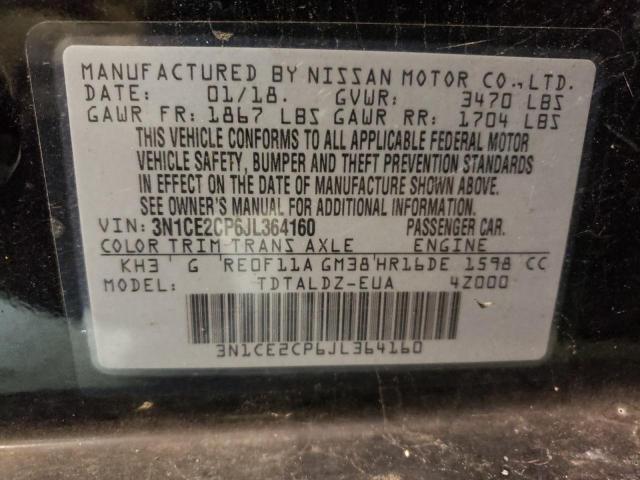 MANUFACTURED BY NISSAN MOTOR CO., LTD.
DATE: 01/18. GVWR: 3470 LBS
GAWR FR: 1867 LBS GAWR RR: 1704 LBS
THIS VEHICLE CONFORMS TO ALL APPLICABLE FEDERAL MOTOR
VEHICLE SAFETY, BUMPER AND THEFT PREVENTION STANDARDS
IN EFFECT ON THE DATE OF MANUFACTURE SHOWN ABOVE.
SEE OWNER'S MANUAL FOR ADDITIONAL INFORMATION.
VIN: 3N1CE2CP6JL364160 PASSENGER CAR.
COLOR TRIM TRANS AXLE ENGINE
KH3 G RE0F11A GM38 HR16DE 1598 CC
MODEL: TDTALDZ-EUA 4Z000
3N1CE2CP6JL364160